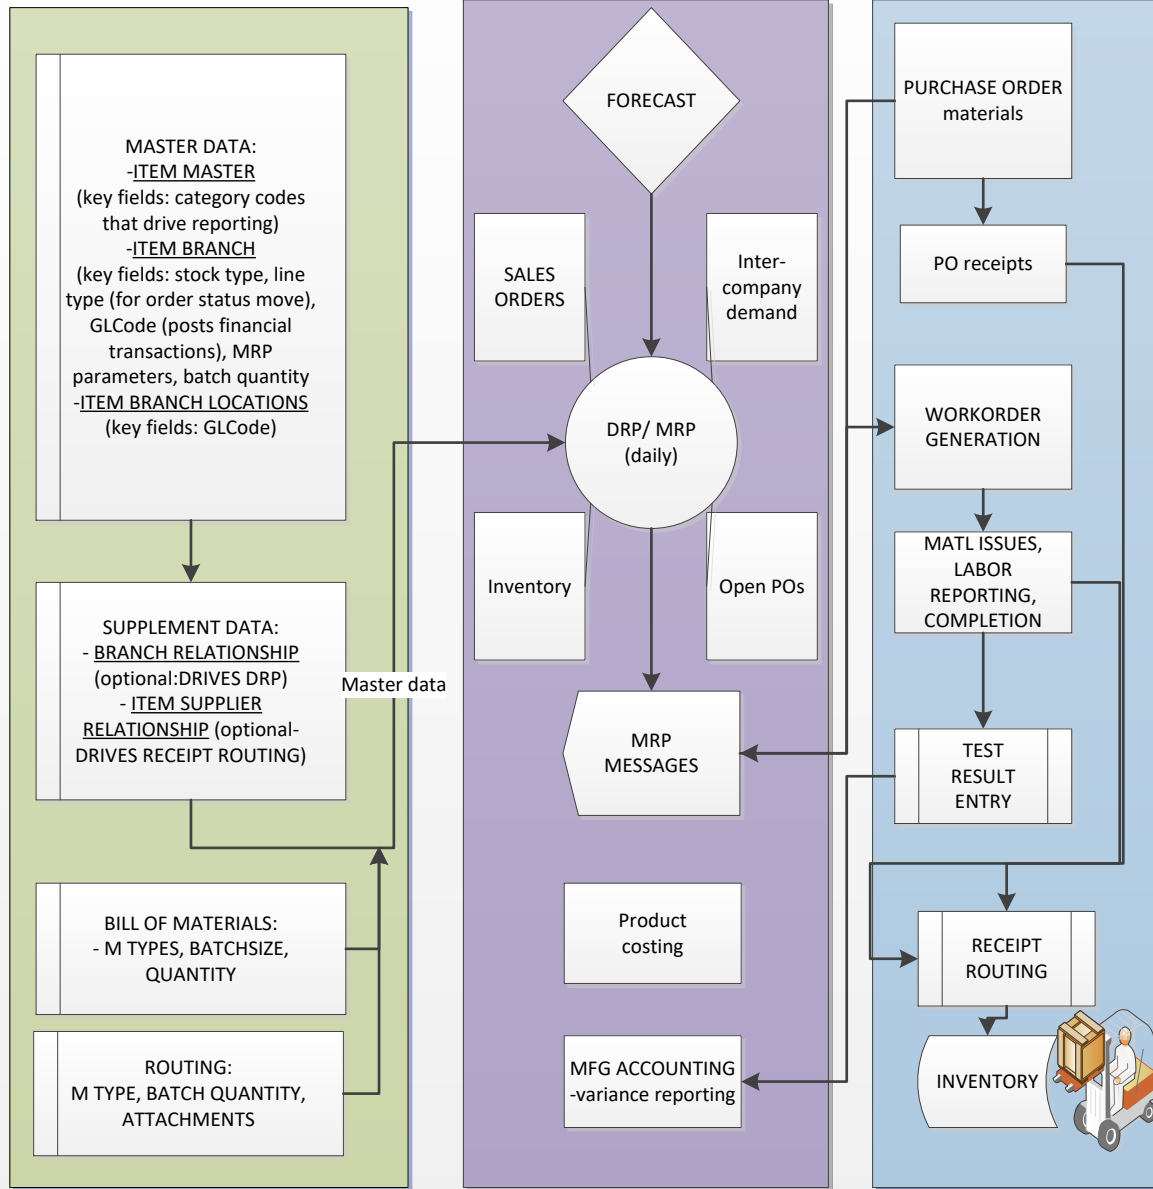 MASTER DATA:
-ITEM MASTER
(key fields: category codes
that drive reporting)
-ITEM BRANCH
(key fields: stock type, line
type (for order status move),
GLCode (posts financial
transactions), MRP
parameters, batch quantity
-ITEM BRANCH LOCATIONS
(key fields: GLCode)
SUPPLEMENT DATA:
- BRANCH RELATIONSHIP
(optional:DRIVES DRP)
- ITEM SUPPLIER
RELATIONSHIP (optional-
DRIVES RECEIPT ROUTING)
Master data
BILL OF MATERIALS:
- M TYPES, BATCHSIZE,
QUANTITY
ROUTING:
M TYPE, BATCH QUANTITY,
ATTACHMENTS
FORECAST
SALES
ORDERS
Inter-
company
demand
DRP/ MRP
(daily)
Inventory
Open POs
MRP
MESSAGES
Product
costing
MFG ACCOUNTING
-variance reporting
PURCHASE ORDER
materials
PO receipts
WORKORDER
GENERATION
MATL ISSUES,
LABOR
REPORTING,
COMPLETION
TEST
RESULT
ENTRY
RECEIPT
ROUTING
INVENTORY